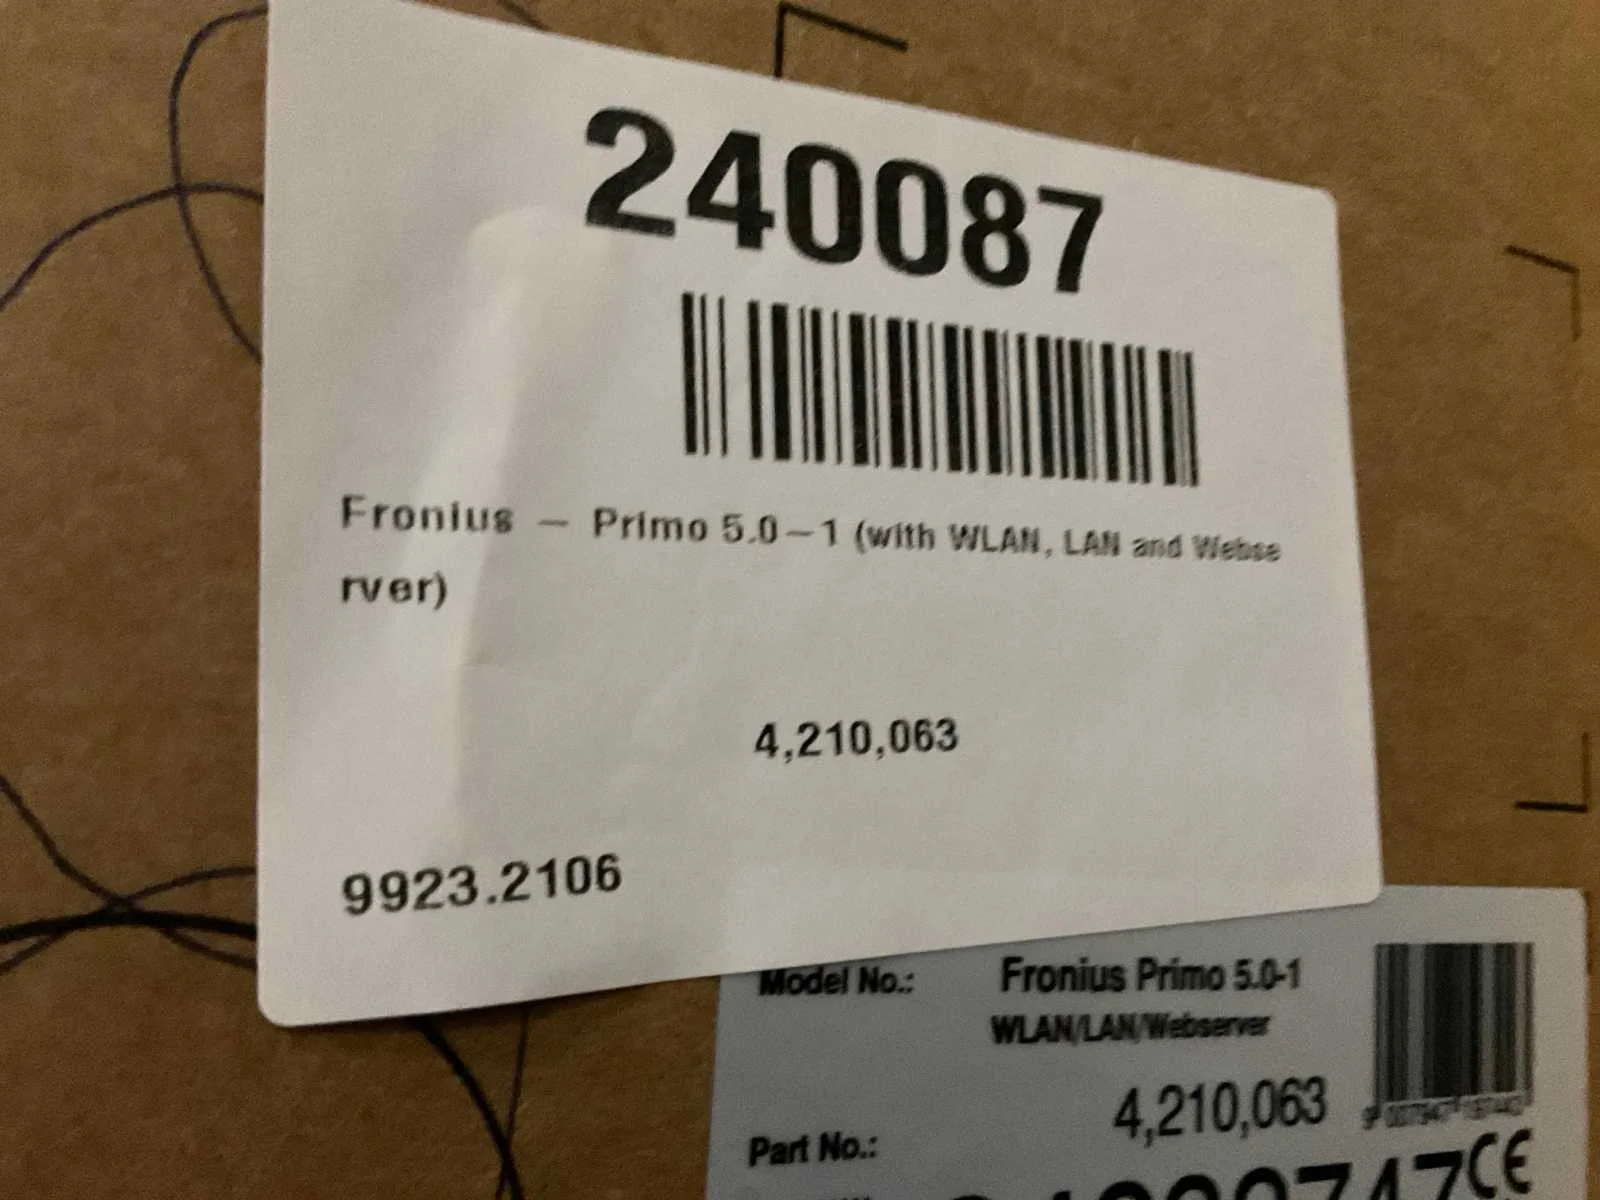 240087
Fronius – Primo 5.0–1 (with WLAN, LAN and Webse
rver)
4,210,063
9923.2106
Model No.: Fronius Primo 5.0-1
WLAN/LAN/Webserver
4,210,063
Part No.:
CE